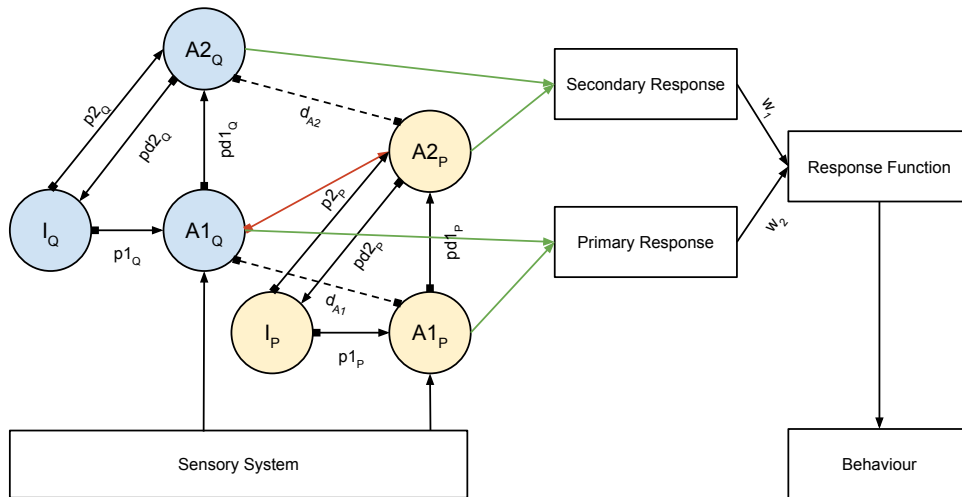 A2Q
Secondary Response
p2Q
pd2Q
pd1Q
dA2
w1
A2P
Response Function
IQ
p1Q
A1Q
p2P
pd2P
pd1P
Primary Response
w2
dA1
IP
p1P
A1P
Sensory System
Behaviour